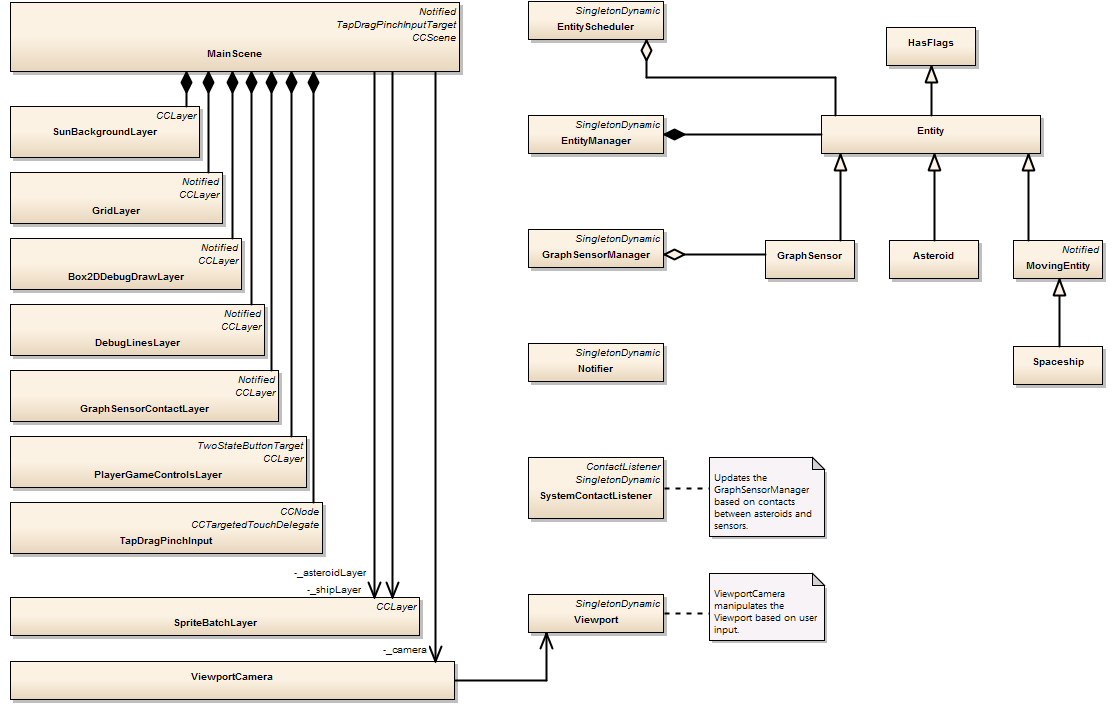 Notified
TapDragPinchInputTarget
CCScene
MainScene
CCLayer
SunBackgroundLayer
Notified
CCLayer
GridLayer
Notified
CCLayer
Box2DDebugDrawLayer
Notified
CCLayer
DebugLinesLayer
Notified
CCLayer
GraphSensorContactLayer
TwoStateButtonTarget
CCLayer
PlayerGameControlsLayer
CCNode
CCTargetedTouchDelegate
TapDragPinchInput
-_asteroidLayer
-_shipLayer
CCLayer
SpriteBatchLayer
-_camera
ViewportCamera
SingletonDynamic
EntityScheduler
HasFlags
SingletonDynamic
EntityManager
Entity
SingletonDynamic
GraphSensorManager
GraphSensor
Asteroid
Notified
MovingEntity
SingletonDynamic
Notifier
Spaceship
ContactListener
SingletonDynamic
SystemContactListener
Updates the
GraphSensorManager
based on contacts
between asteroids and
sensors.
SingletonDynamic
Viewport
ViewportCamera
manipulates the
Viewport based on user
input.